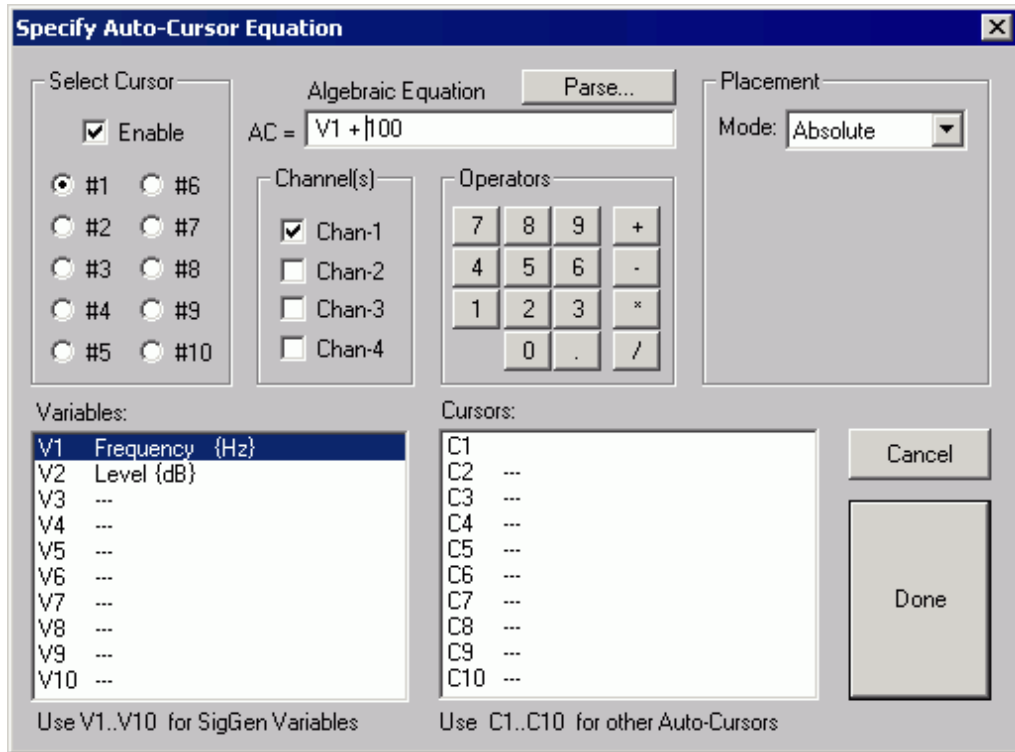 Specify Auto-Cursor Equation
Select Cursor
Enable
#1 #6
#2 #7
#3 #8
#4 #9
#5 #10
Algebraic Equation Parse...
AC = V1 + 100
Channel(s)
Chan-1
Chan-2
Chan-3
Chan-4
Operators
7 8 9 +
4 5 6 -
1 2 3 *
0 . /
Placement
Mode: Absolute
Variables:
V1 Frequency {Hz}
V2 Level {dB}
V3 ---
V4 ---
V5 ---
V6 ---
V7 ---
V8 ---
V9 ---
V10 ---
Use V1..V10 for SigGen Variables
Cursors:
C1
C2 ---
C3 ---
C4 ---
C5 ---
C6 ---
C7 ---
C8 ---
C9 ---
C10 ---
Use C1..C10 for other Auto-Cursors
Cancel
Done